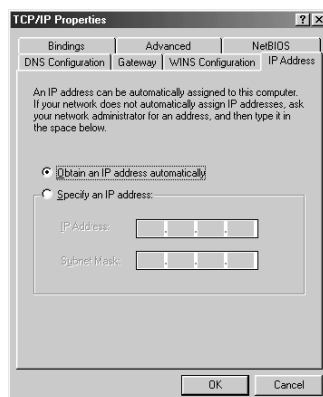 TCP/IP Properties
Bindings Advanced NetBIOS
DNS Configuration Gateway WINS Configuration IP Address
An IP address can be automatically assigned to this computer.
If your network does not automatically assign IP addresses, ask
your network administrator for an address, and then type it in
the space below.
Obtain an IP address automatically
Specify an IP address:
IP Address:
Subnet Mask:
OK Cancel